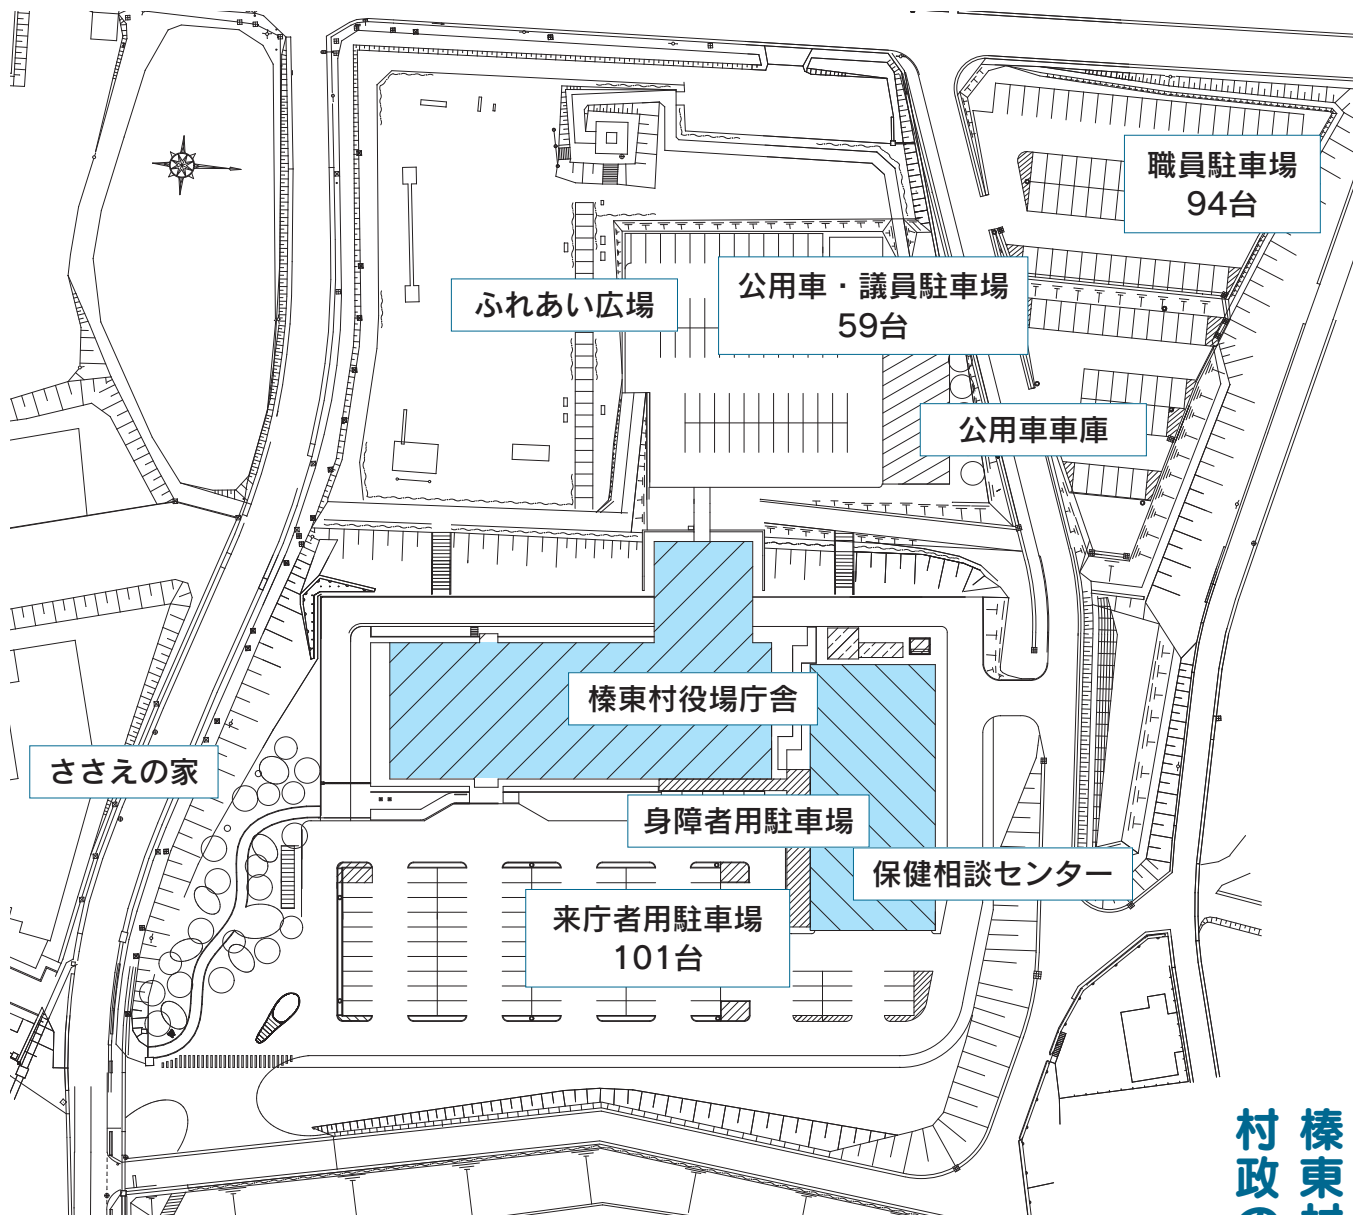 職員駐車場
94台
公用車・議員駐車場
59台
ふれあい広場
公用車車庫
榛東村役場庁舎
ささえの家
身障者用駐車場
保健相談センター
来庁者用駐車場
101台
榛東村
村政の